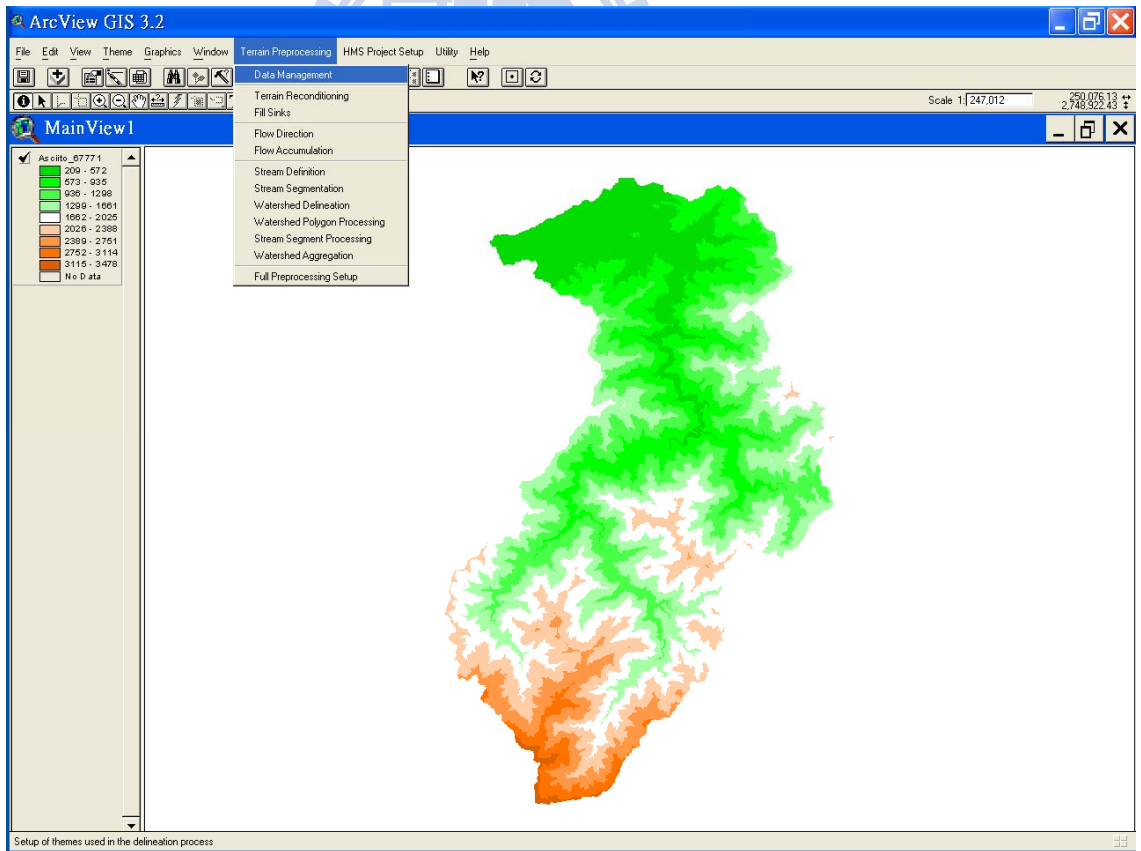 ArcView GIS 3.2
File Edit View Theme Graphics Window Terrain Preprocessing HMS Project Setup Utility Help
Data Management
Terrain Reconditioning
Fill Sinks
Flow Direction
Flow Accumulation
Stream Definition
Stream Segmentation
Watershed Delineation
Watershed Polygon Processing
Stream Segment Processing
Watershed Aggregation
Full Preprocessing Setup
Scale 1: 247,012
250,076.13
2,748,922.43
MainView1
Asciito_67771
209 - 572
573 - 935
936 - 1298
1299 - 1661
1662 - 2025
2026 - 2388
2389 - 2751
2752 - 3114
3115 - 3478
No Data
Setup of themes used in the delineation process